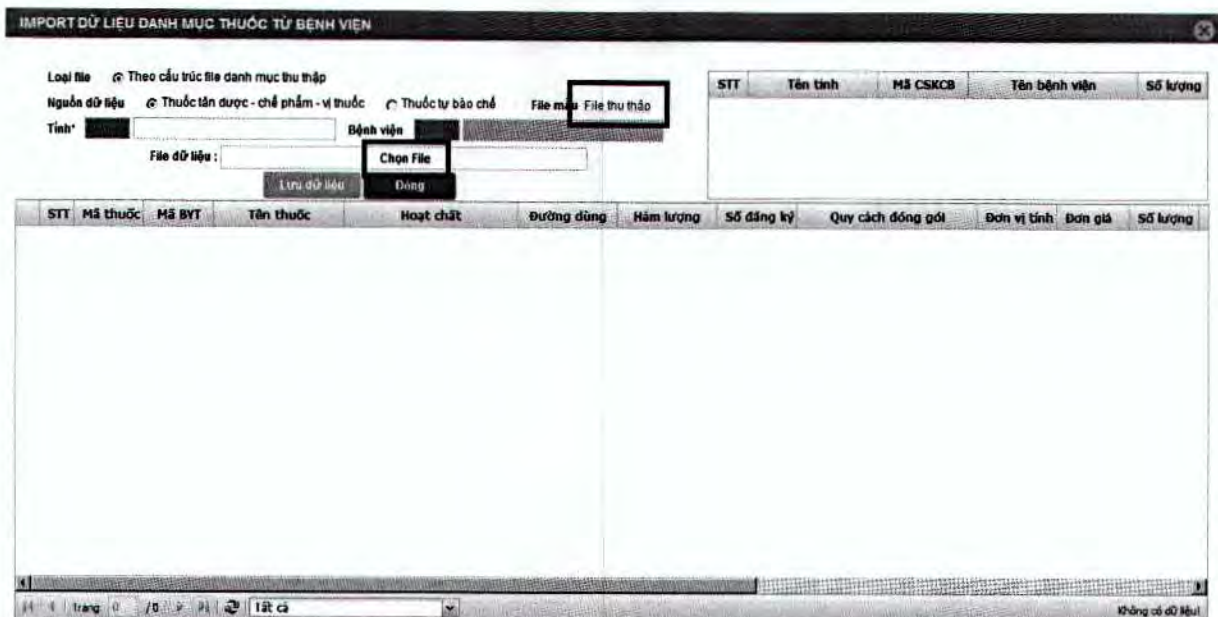 IMPORT DỮ LIỆU DANH MỤC THUỐC TỪ BỆNH VIỆN
Loại file Theo cấu trúc file danh mục thu thập
Nguồn dữ liệu Thuốc tân dược - chế phẩm - vị thuốc Thuốc tự bào chế File mẫu File thu thảo
Tỉnh* Bệnh viện
File dữ liệu : Chọn File
Lưu dữ liệu Đóng
STT Tên tỉnh Mã CSKCB Tên bệnh viện Số lượng
STT Mã thuốc Mã BYT Tên thuốc Hoạt chất Đường dùng Hàm lượng Số đăng ký Quy cách đóng gói Đơn vị tính Đơn giá Số lượng
trang 0 /0 Tất cả Không có dữ liệu!